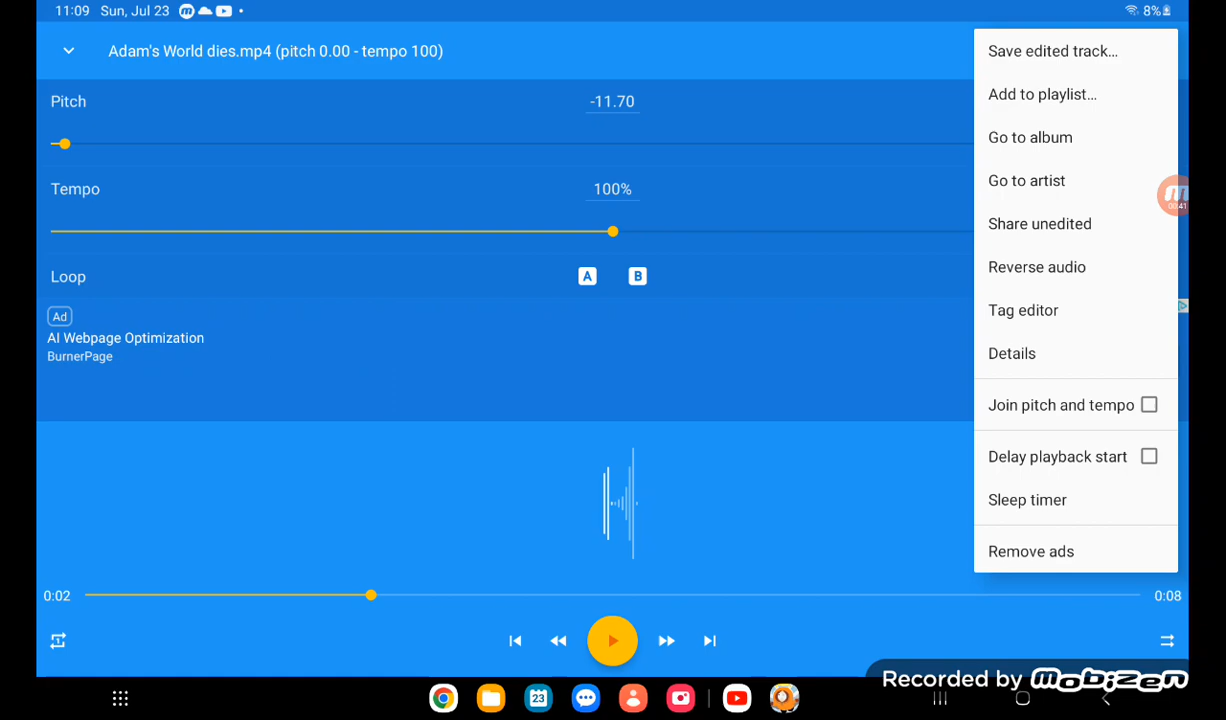 11:09 Sun, Jul 23 8%
Adam's World dies.mp4 (pitch 0.00 - tempo 100)
Pitch
-11.70
Tempo
100%
Loop
A B
Ad
AI Webpage Optimization
BurnerPage
Save edited track...
Add to playlist...
Go to album
Go to artist
Share unedited
Reverse audio
Tag editor
Details
Join pitch and tempo
Delay playback start
Sleep timer
Remove ads
00:41
0:02
0:08
1
Recorded by mobizen
23